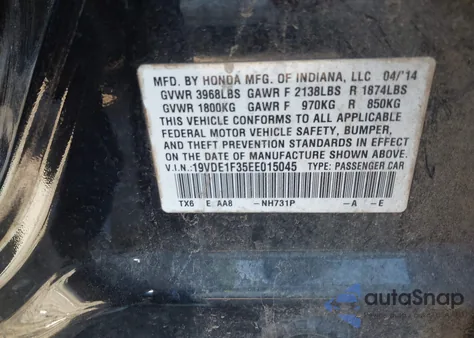 MFD. BY HONDA MFG. OF INDIANA, LLC 04/14
GVWR 3968LBS GAWR F 2138LBS R 1874LBS
GVWR 1800KG GAWR F 970KG R 850KG
THIS VEHICLE CONFORMS TO ALL APPLICABLE
FEDERAL MOTOR VEHICLE SAFETY, BUMPER,
AND THEFT PREVENTION STANDARDS IN EFFECT
ON THE DATE OF MANUFACTURE SHOWN ABOVE.
V.I.N.: 19VDE1F35EE015045 TYPE: PASSENGER CAR
TX6 E AA8 -NH731P -A -E
autoSnap